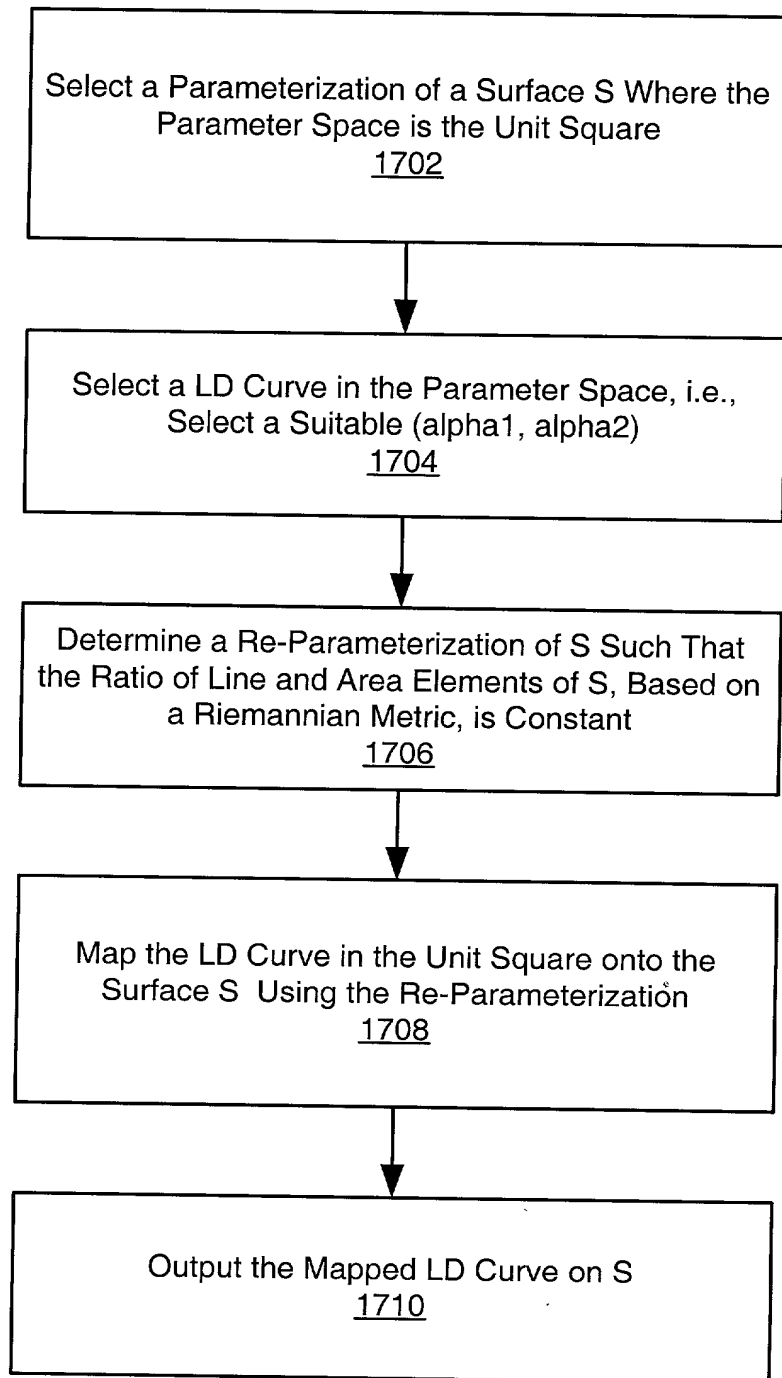 Select a Parameterization of a Surface S Where the
Parameter Space is the Unit Square
1702
Select a LD Curve in the Parameter Space, i.e.,
Select a Suitable (alpha1, alpha2)
1704
Determine a Re-Parameterization of S Such That
the Ratio of Line and Area Elements of S, Based on
a Riemannian Metric, is Constant
1706
Map the LD Curve in the Unit Square onto the
Surface S Using the Re-Parameterization
1708
Output the Mapped LD Curve on S
1710